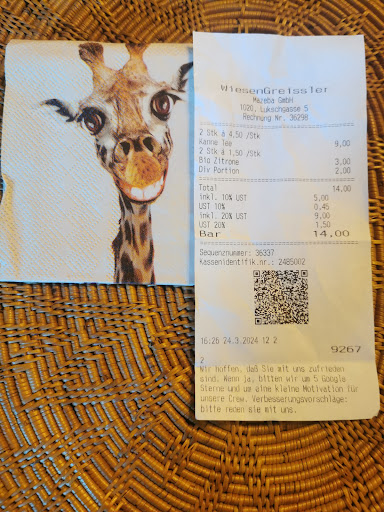 WiesenGreissler
Mazeba GmbH
1020, Lukschgasse 5
Rechnung Nr. 36298
2 Stk á 4,50 /Stk
Kanne Tee 9,00
2 Stk á 1,50 /Stk
Bio Zitrone 3,00
Div Portion 2,00
Total 14,00
inkl. 10% UST 5,00
UST 10% 0,45
inkl. 20% UST 9,00
UST 20% 1,50
Bar 14,00
Sequenznummer: 36337
Kassenidentifik.nr.: 2485002
16:26 24.3.2024 12 2
9267
2
Wir hoffen, daß Sie mit uns zufrieden
sind. Wenn ja, bitten wir um 5 Google
Sterne und um eine kleine Motivation für
unsere Crew. Verbesserungsvorschläge:
bitte reden sie mit uns.